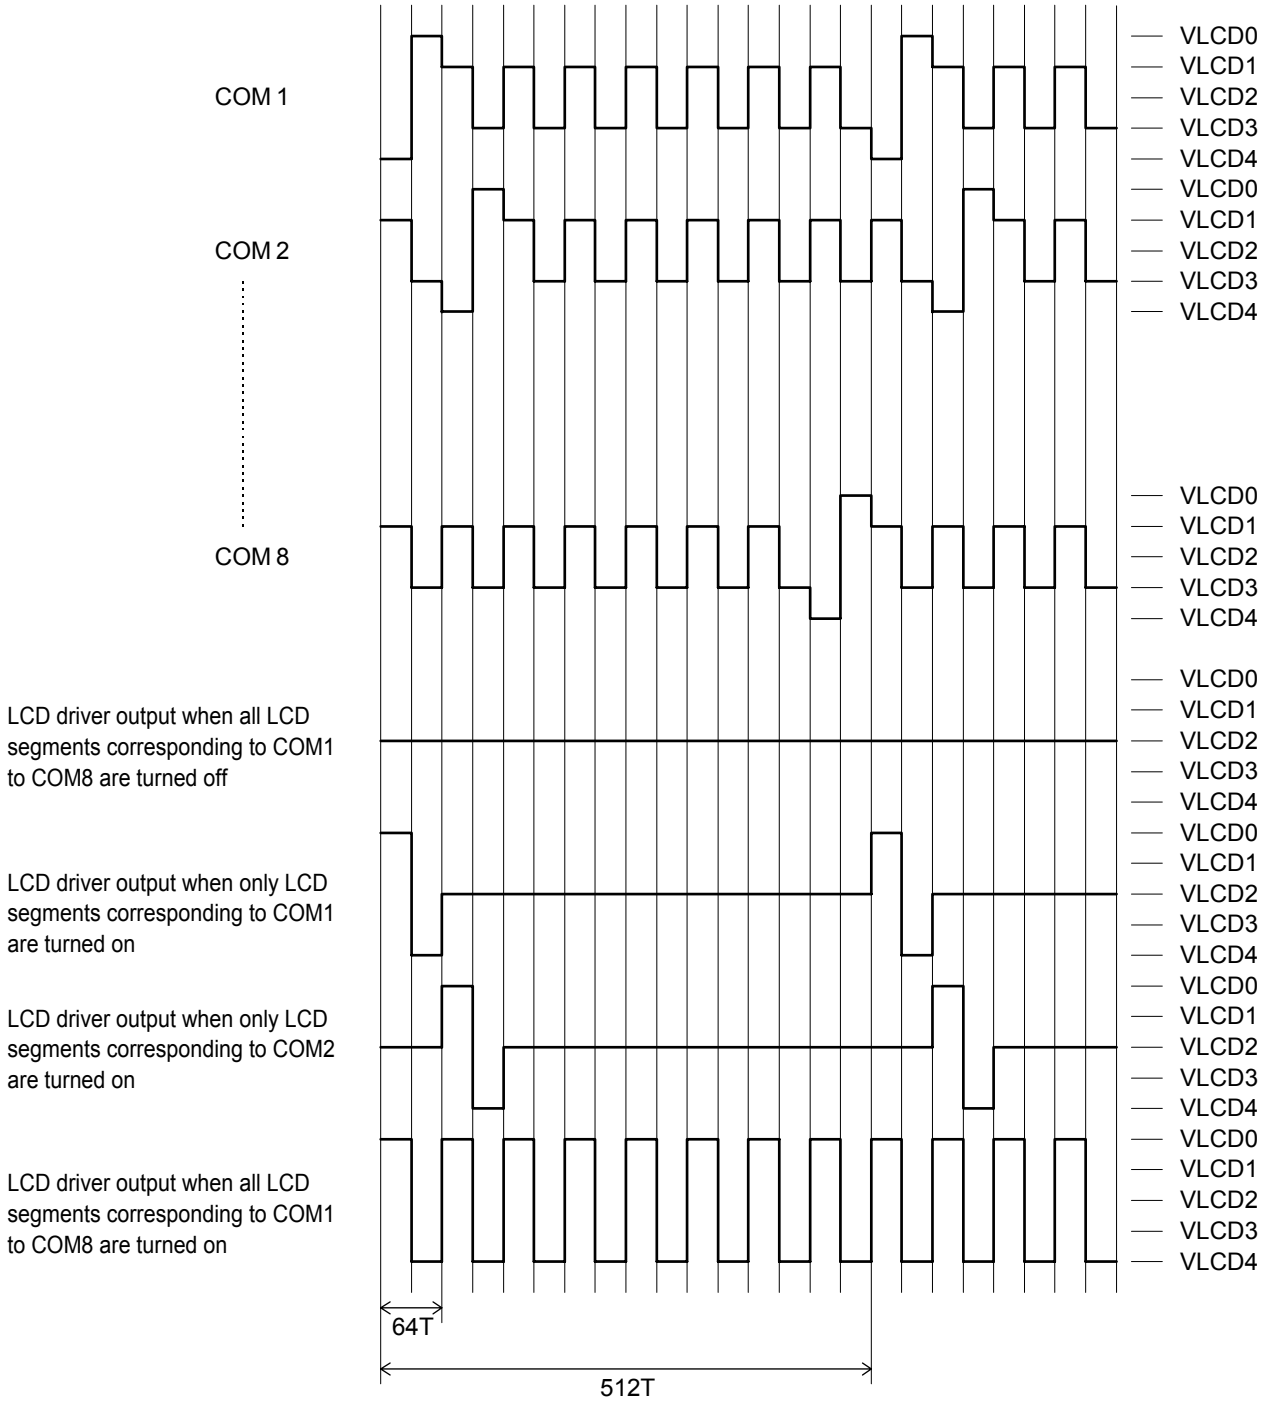 VLCD0
VLCD1
COM 1
VLCD2
VLCD3
VLCD4
VLCD0
VLCD1
COM 2
VLCD2
VLCD3
VLCD4
VLCD0
VLCD1
COM 8
VLCD2
VLCD3
VLCD4
LCD driver output when all LCD
segments corresponding to COM1
to COM8 are turned off
VLCD0
VLCD1
VLCD2
VLCD3
VLCD4
LCD driver output when only LCD
segments corresponding to COM1
are turned on
VLCD0
VLCD1
VLCD2
VLCD3
VLCD4
LCD driver output when only LCD
segments corresponding to COM2
are turned on
VLCD0
VLCD1
VLCD2
VLCD3
VLCD4
LCD driver output when all LCD
segments corresponding to COM1
to COM8 are turned on
VLCD0
VLCD1
VLCD2
VLCD3
VLCD4
64T
512T